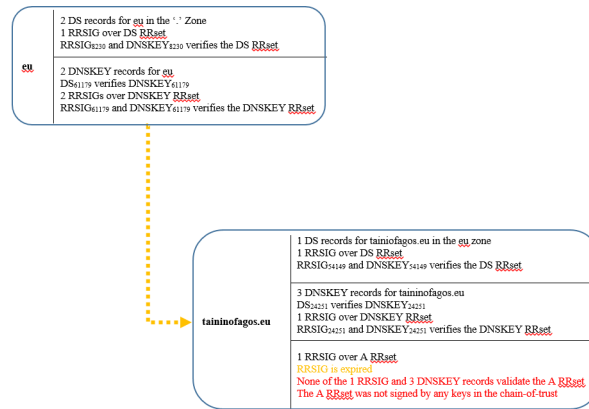 2 DS records for eu in the ‘.’ Zone
1 RRSIG over DS RRset
RRSIG8230 and DNSKEY8230 verifies the DS RRset
eu
2 DNSKEY records for eu
DS61179 verifies DNSKEY61179
2 RRSIGs over DNSKEY RRset
RRSIG61179 and DNSKEY61179 verifies the DNSKEY RRset
1 DS records for tainiofagos.eu in the eu zone
1 RRSIG over DS RRset
RRSIG54149 and DNSKEY54149 verifies the DS RRset
3 DNSKEY records for taininofagos.eu
DS24251 verifies DNSKEY24251
1 RRSIG over DNSKEY RRset
RRSIG24251 and DNSKEY24251 verifies the DNSKEY RRset
taininofagos.eu
1 RRSIG over A RRset
RRSIG is expired
None of the 1 RRSIG and 3 DNSKEY records validate the A RRset
The A RRset was not signed by any keys in the chain-of-trust